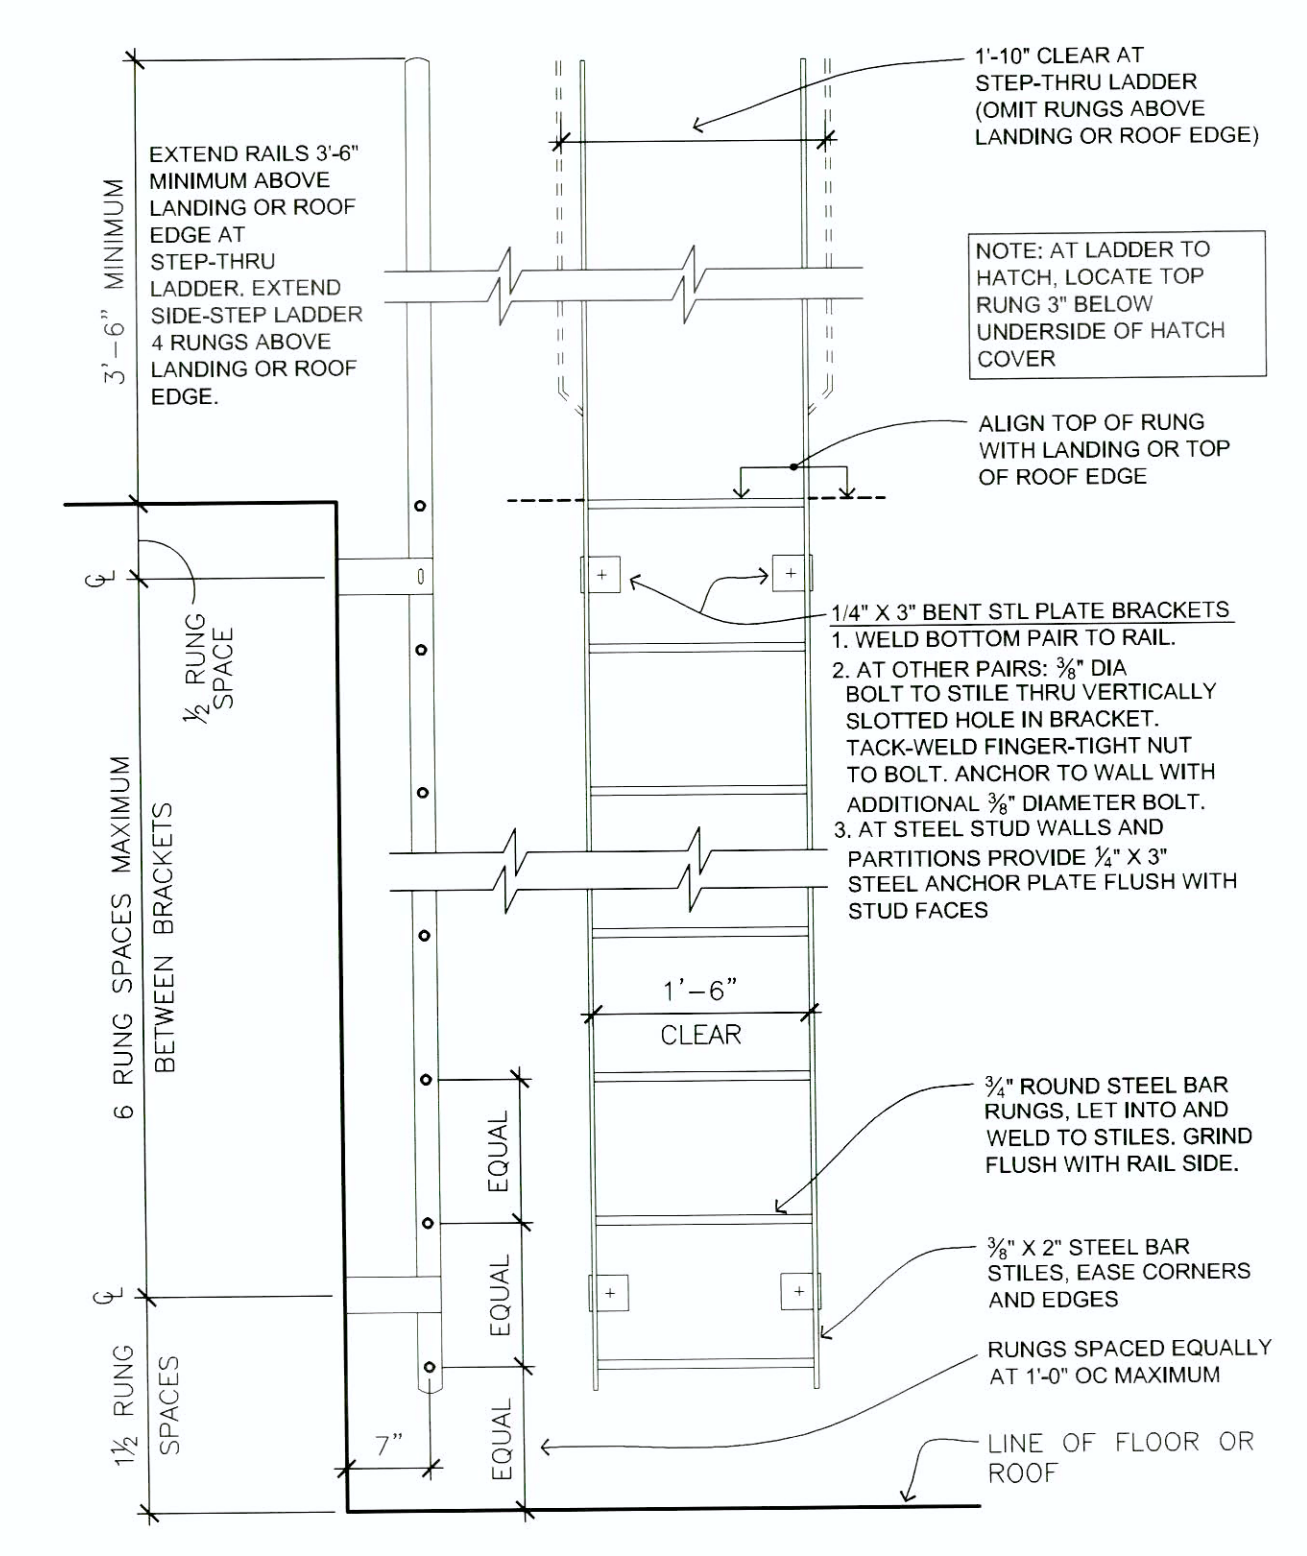 1'-10" CLEAR AT
STEP-THRU LADDER
(OMIT RUNGS ABOVE
LANDING OR ROOF EDGE)
EXTEND RAILS 3'-6"
MINIMUM ABOVE
LANDING OR ROOF
EDGE AT
STEP-THRU
LADDER. EXTEND
SIDE-STEP LADDER
4 RUNGS ABOVE
LANDING OR ROOF
EDGE.
3'-6" MINIMUM
NOTE: AT LADDER TO
HATCH, LOCATE TOP
RUNG 3" BELOW
UNDERSIDE OF HATCH
COVER
ALIGN TOP OF RUNG
WITH LANDING OR TOP
OF ROOF EDGE
CL
½ RUNG
SPACE
1/4" X 3" BENT STL PLATE BRACKETS
1. WELD BOTTOM PAIR TO RAIL.
2. AT OTHER PAIRS: ⅜" DIA
BOLT TO STILE THRU VERTICALLY
SLOTTED HOLE IN BRACKET.
TACK-WELD FINGER-TIGHT NUT
TO BOLT. ANCHOR TO WALL WITH
ADDITIONAL ⅜" DIAMETER BOLT.
3. AT STEEL STUD WALLS AND
PARTITIONS PROVIDE ¼" X 3"
STEEL ANCHOR PLATE FLUSH WITH
STUD FACES
6 RUNG SPACES MAXIMUM
BETWEEN BRACKETS
1'-6"
CLEAR
¾" ROUND STEEL BAR
RUNGS, LET INTO AND
WELD TO STILES. GRIND
FLUSH WITH RAIL SIDE.
EQUAL
EQUAL
EQUAL
⅜" X 2" STEEL BAR
STILES, EASE CORNERS
AND EDGES
CL
1½ RUNG
SPACES
7"
RUNGS SPACED EQUALLY
AT 1'-0" OC MAXIMUM
LINE OF FLOOR OR
ROOF